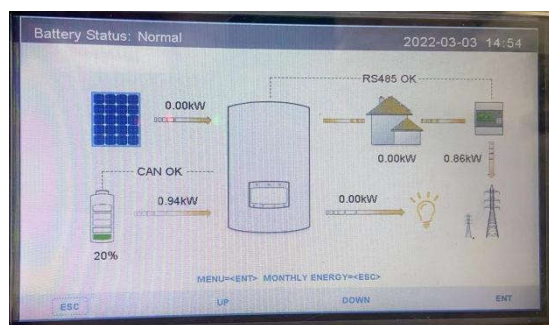 Battery Status: Normal
2022-03-03 14:54
RS485 OK
0.00kW
CAN OK
0.00kW
0.86kW
0.94kW
0.00kW
20%
MENU=<ENT> MONTHLY ENERGY=<ESC>
ESC
UP
DOWN
ENT